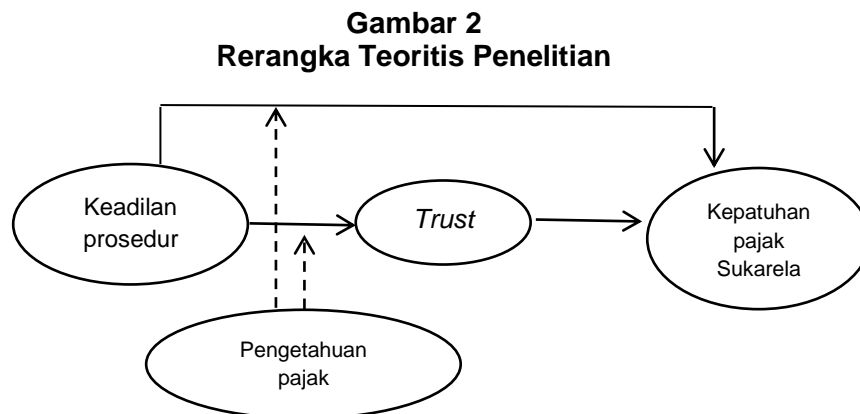 Gambar 2
Rerangka Teoritis Penelitian
Keadilan
prosedur
Trust
Kepatuhan
pajak
Sukarela
Pengetahuan
pajak